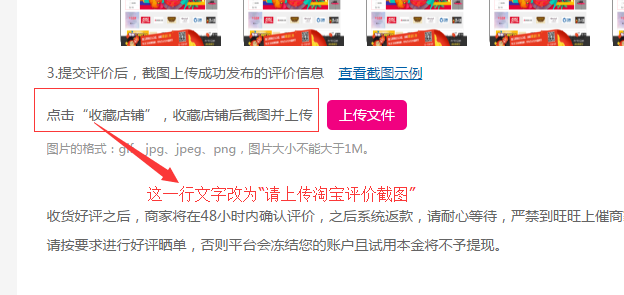 3.提交评价后，截图上传成功发布的评价信息 查看截图示例
点击“收藏店铺”，收藏店铺后截图并上传 上传文件
图片的格式：gif、jpg、jpeg、png，图片大小不能大于1M。
这一行文字改为“请上传淘宝评价截图”
收货好评之后，商家将在48小时内确认评价，之后系统返款，请耐心等待，严禁到旺旺上催商
请按要求进行好评晒单，否则平台会冻结您的账户且试用本金将不予提现。